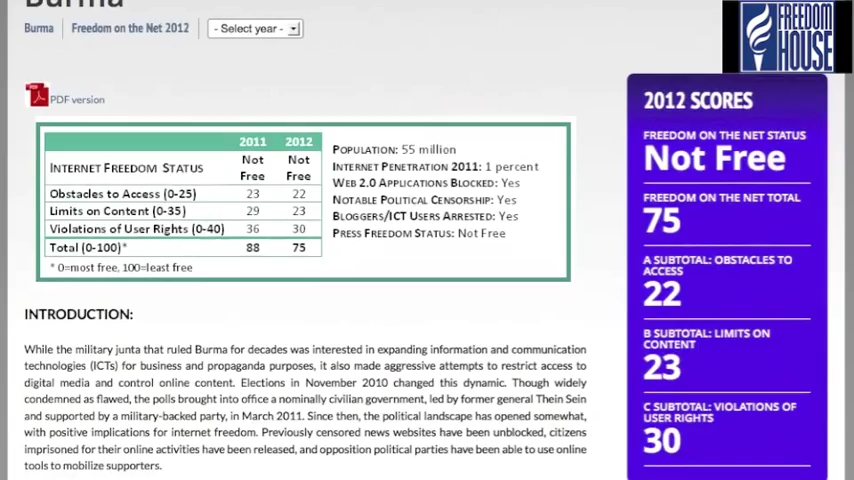 Burma
Burma | Freedom on the Net 2012 - Select year -
FREEDOM
HOUSE
PDF version
2011 2012
INTERNET FREEDOM STATUS Not Free Not Free
Obstacles to Access (0-25) 23 22
Limits on Content (0-35) 29 23
Violations of User Rights (0-40) 36 30
Total (0-100)* 88 75
* 0=most free, 100=least free
POPULATION: 55 million
INTERNET PENETRATION 2011: 1 percent
WEB 2.0 APPLICATIONS BLOCKED: Yes
NOTABLE POLITICAL CENSORSHIP: Yes
BLOGGERS/ICT USERS ARRESTED: Yes
PRESS FREEDOM STATUS: Not Free
INTRODUCTION:
While the military junta that ruled Burma for decades was interested in expanding information and communication
technologies (ICTs) for business and propaganda purposes, it also made aggressive attempts to restrict access to
digital media and control online content. Elections in November 2010 changed this dynamic. Though widely
condemned as flawed, the polls brought into office a nominally civilian government, led by former general Thein Sein
and supported by a military-backed party, in March 2011. Since then, the political landscape has opened somewhat,
with positive implications for internet freedom. Previously censored news websites have been unblocked, citizens
imprisoned for their online activities have been released, and opposition political parties have been able to use online
tools to mobilize supporters.
2012 SCORES
FREEDOM ON THE NET STATUS
Not Free
FREEDOM ON THE NET TOTAL
75
A SUBTOTAL: OBSTACLES TO
ACCESS
22
B SUBTOTAL: LIMITS ON
CONTENT
23
C SUBTOTAL: VIOLATIONS OF
USER RIGHTS
30